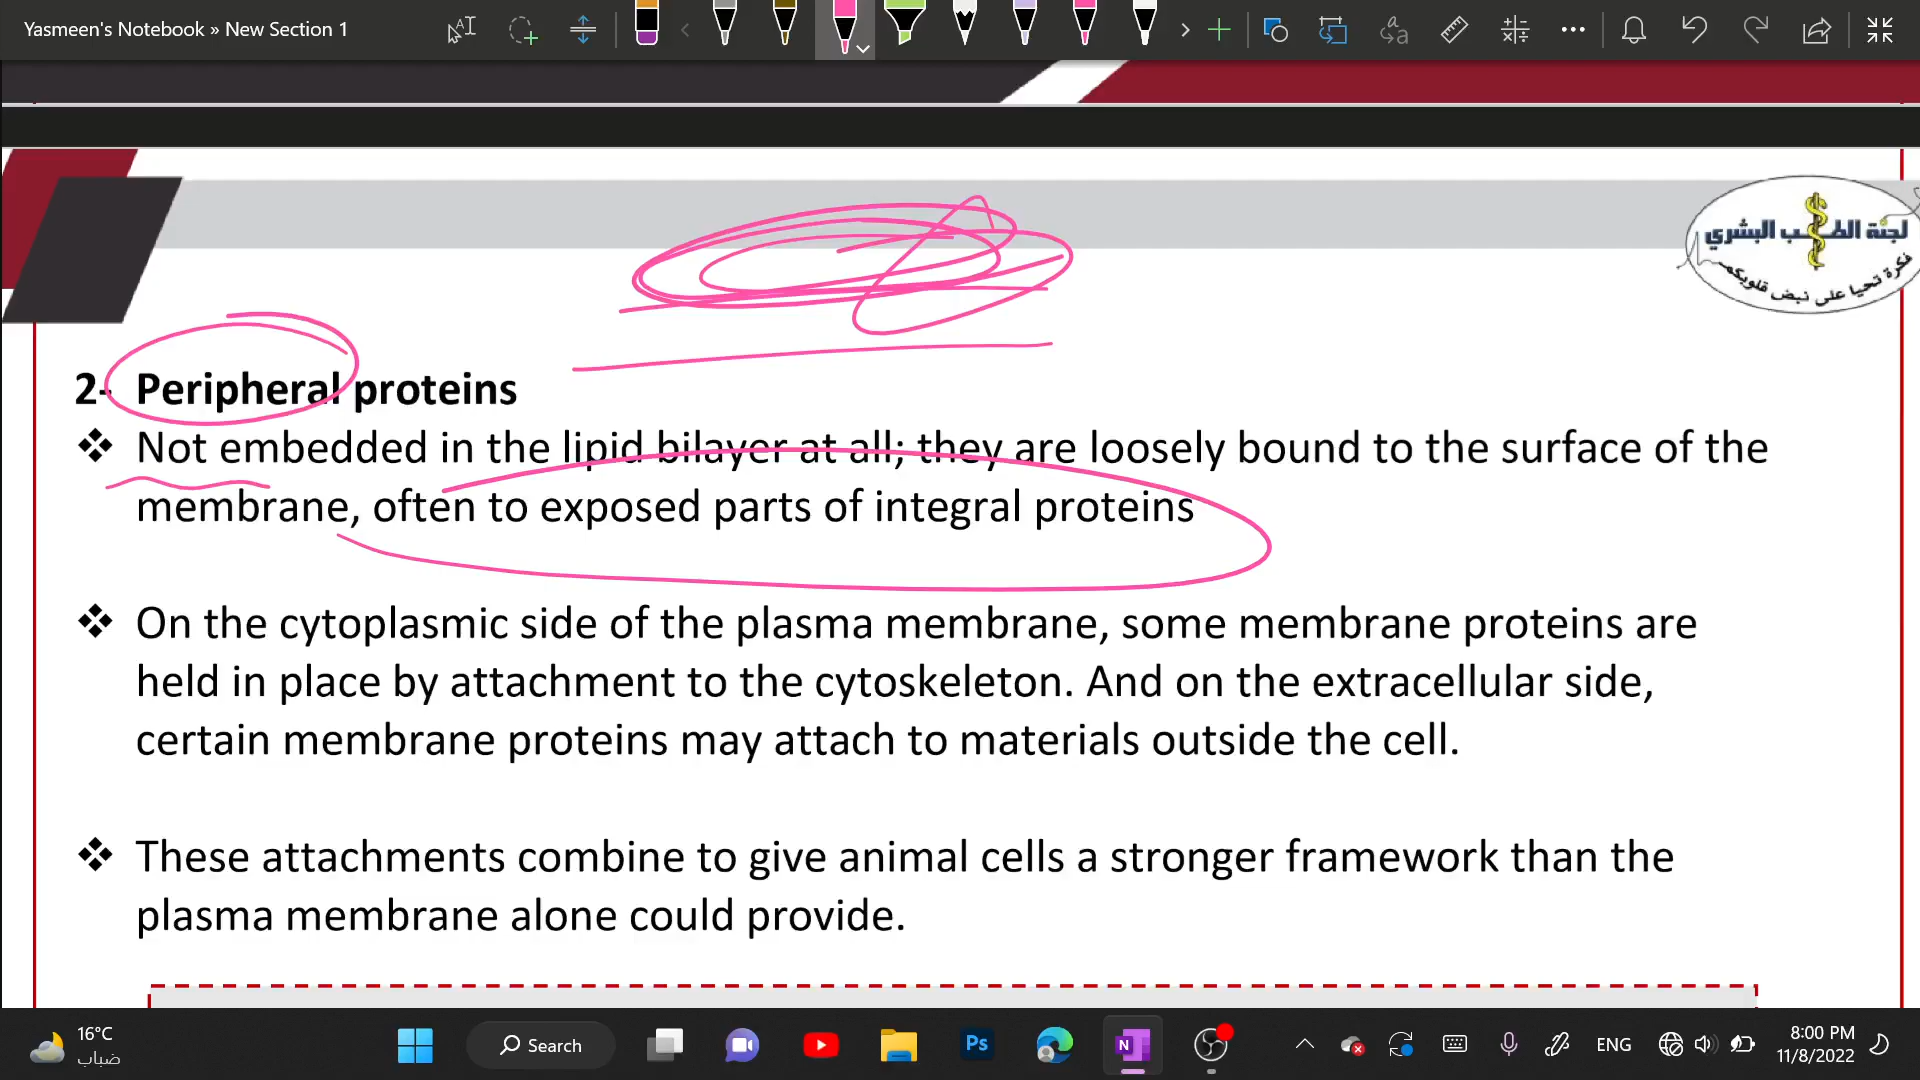 Yasmeen's Notebook » New Section 1
لجنة الطب البشري
فكرة تحيا على نبض قلوبكم
2- Peripheral proteins
❖ Not embedded in the lipid bilayer at all; they are loosely bound to the surface of the
membrane, often to exposed parts of integral proteins
❖ On the cytoplasmic side of the plasma membrane, some membrane proteins are
held in place by attachment to the cytoskeleton. And on the extracellular side,
certain membrane proteins may attach to materials outside the cell.
❖ These attachments combine to give animal cells a stronger framework than the
plasma membrane alone could provide.
16°C
ضباب
Search
Ps
N
ENG
8:00 PM
11/8/2022